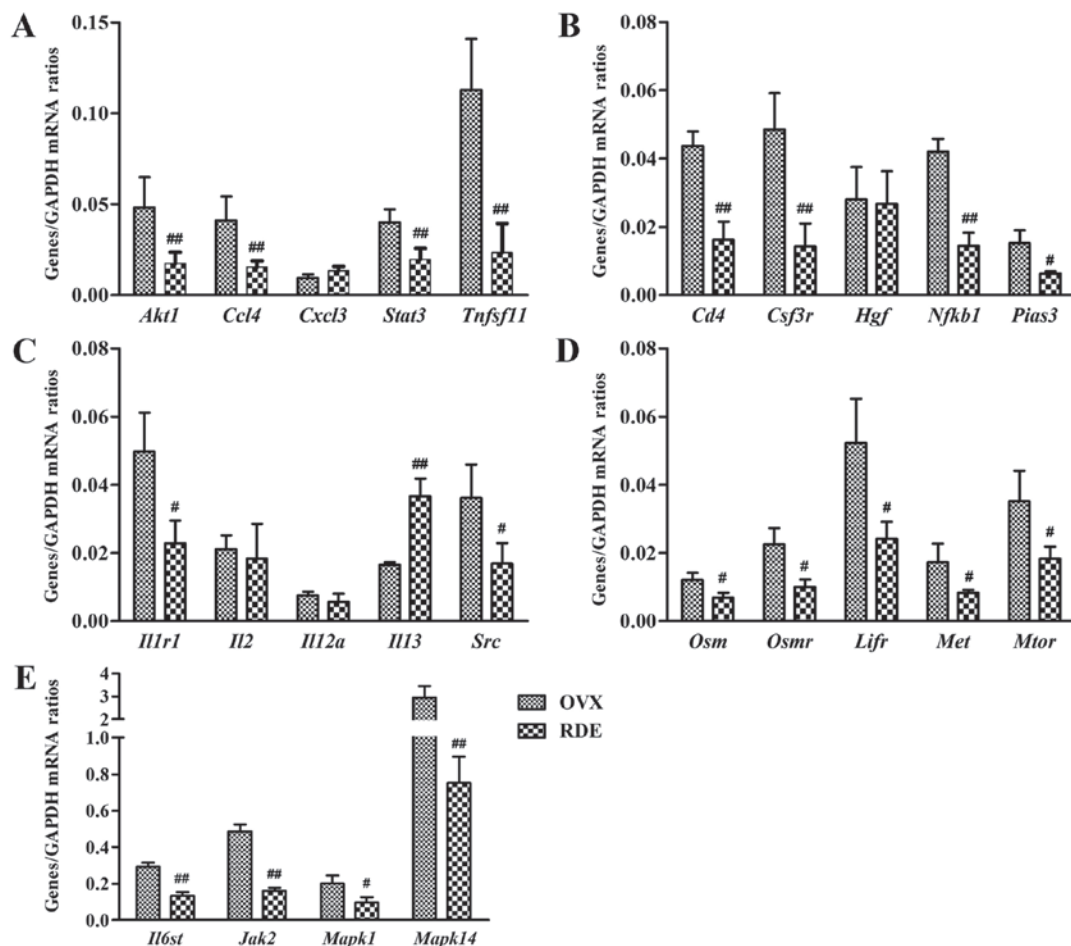 A
Genes/GAPDH mRNA ratios
0.15
0.10
0.05
0.00
## ## ## ##
Akt1 Ccl4 Cxcl3 Stat3 Tnfsf11
B
Genes/GAPDH mRNA ratios
0.08
0.06
0.04
0.02
0.00
## ## ## #
Cd4 Csf3r Hgf Nfkb1 Pias3
C
Genes/GAPDH mRNA ratios
0.08
0.06
0.04
0.02
0.00
# ## #
Il1r1 Il2 Il12a Il13 Src
D
Genes/GAPDH mRNA ratios
0.08
0.06
0.04
0.02
0.00
# # # # #
Osm Osmr Lifr Met Mtor
E
Genes/GAPDH mRNA ratios
4
3
2
1.0
0.8
0.6
0.4
0.2
0.0
## ## # ##
Il6st Jak2 Mapk1 Mapk14
OVX
RDE